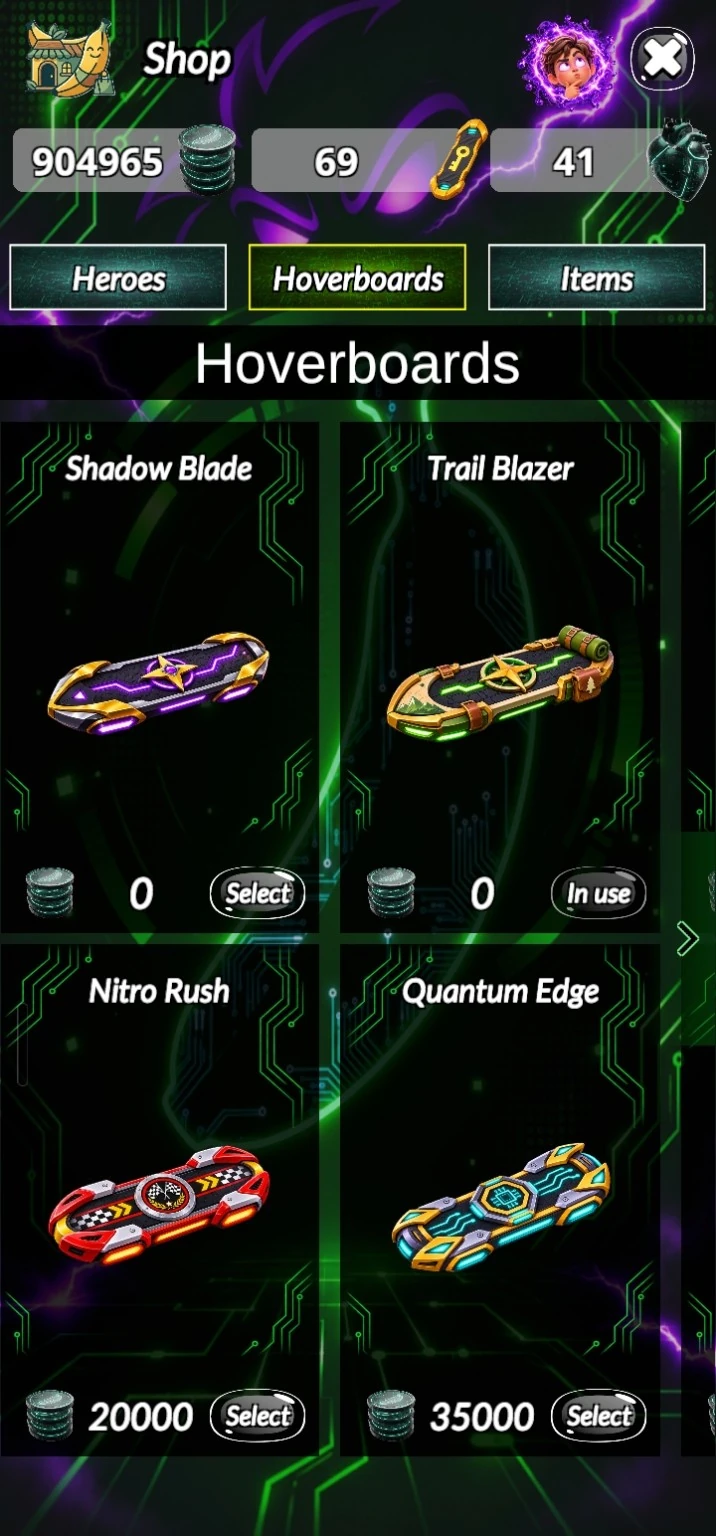 Shop
904965
69
41
Heroes
Hoverboards
Items
Hoverboards
Shadow Blade
Trail Blazer
0
Select
0
In use
Nitro Rush
Quantum Edge
20000
Select
35000
Select